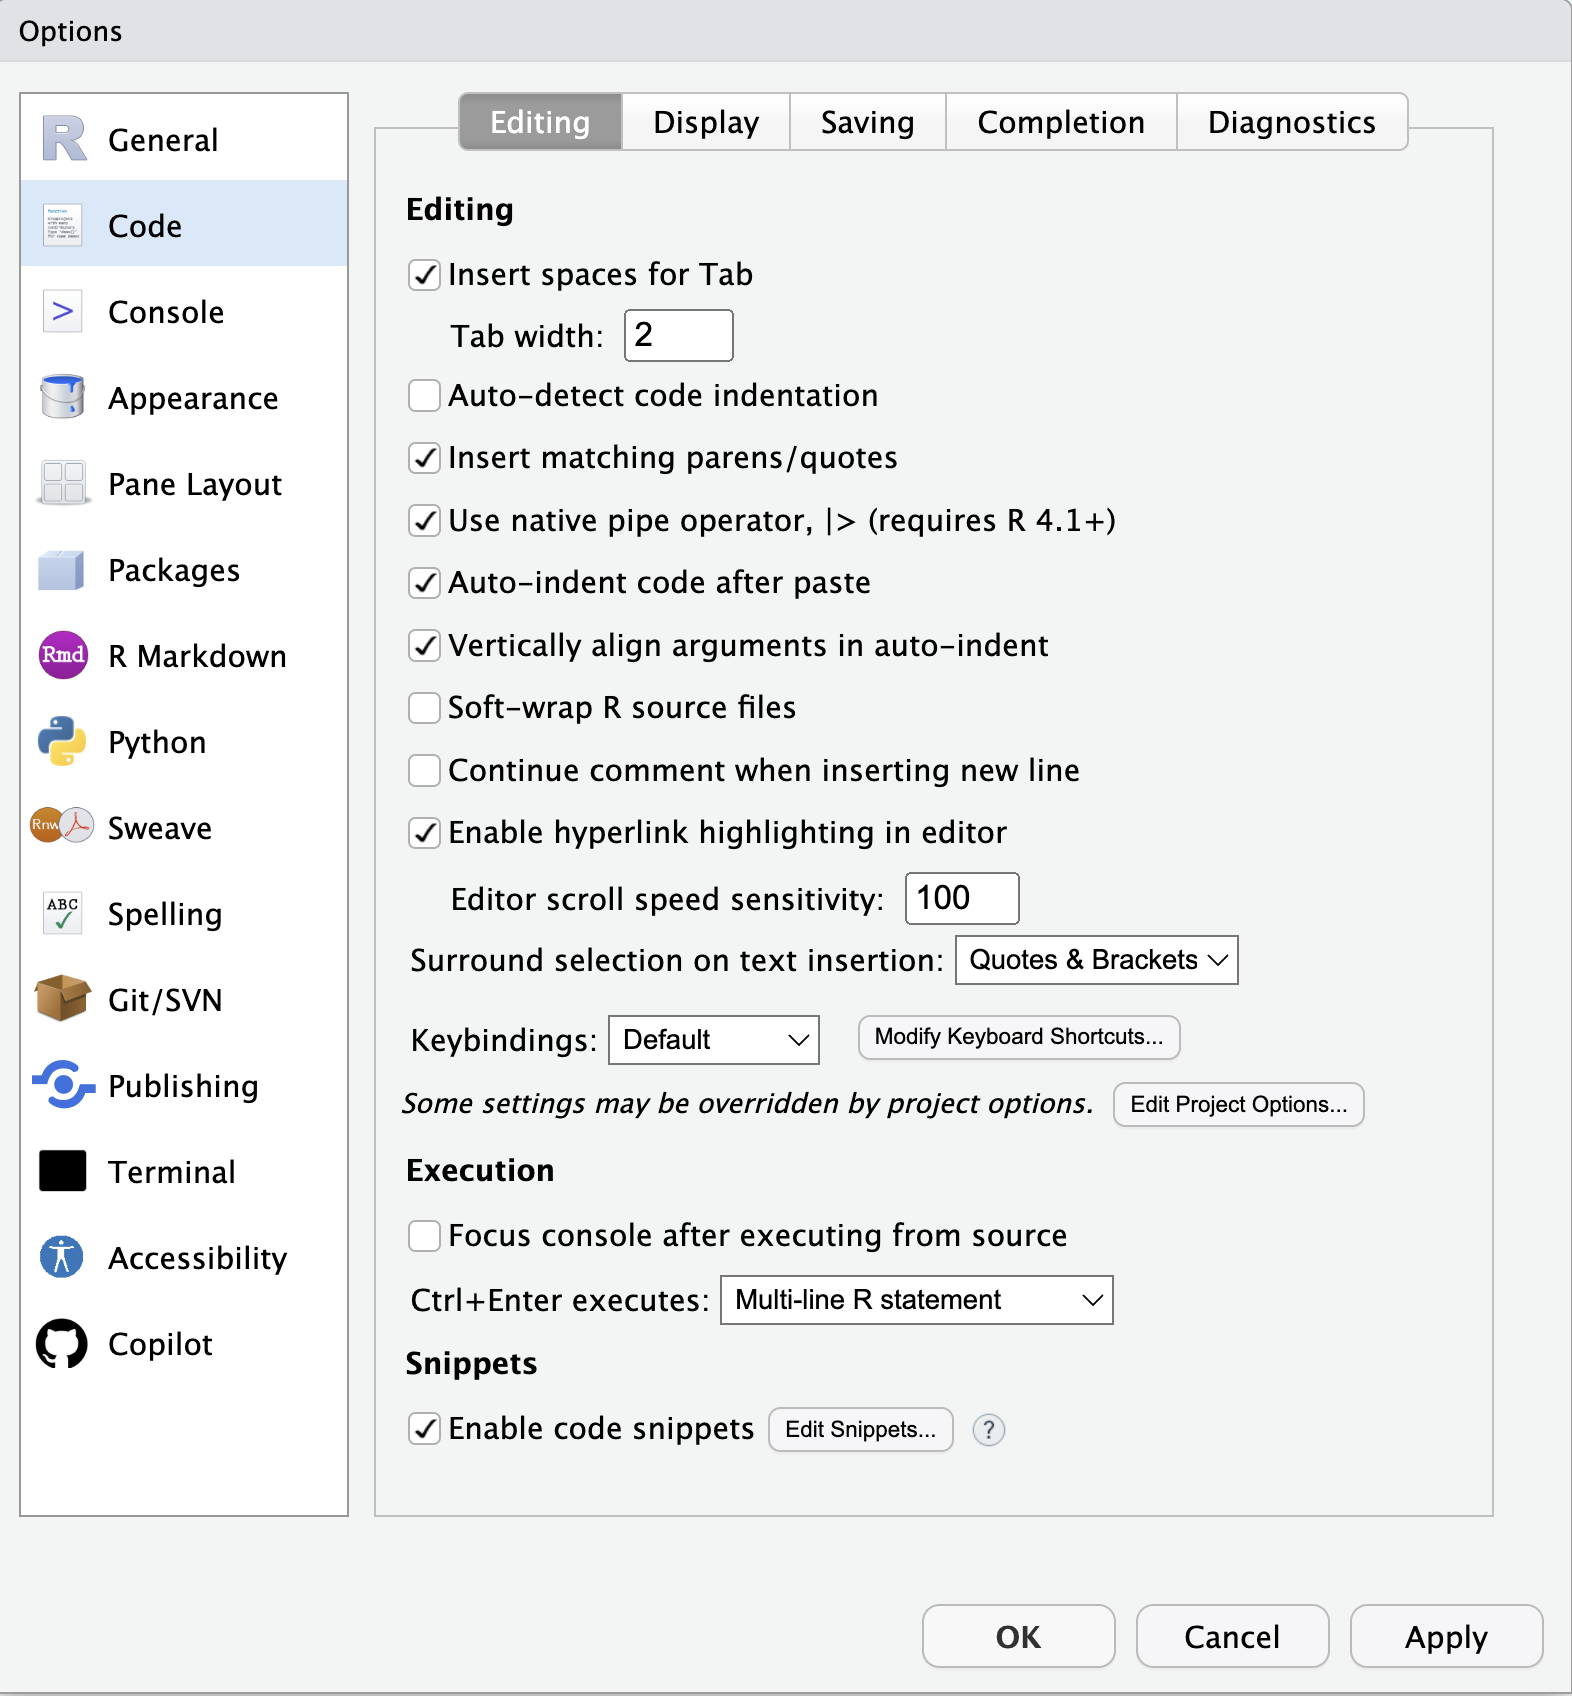 Options
General
Code
Console
Appearance
Pane Layout
Packages
Rmd R Markdown
Python
Rnw Sweave
ABC Spelling
Git/SVN
Publishing
Terminal
Accessibility
Copilot
Editing Display Saving Completion Diagnostics
Editing
Insert spaces for Tab
Tab width: 2
Auto-detect code indentation
Insert matching parens/quotes
Use native pipe operator, |> (requires R 4.1+)
Auto-indent code after paste
Vertically align arguments in auto-indent
Soft-wrap R source files
Continue comment when inserting new line
Enable hyperlink highlighting in editor
Editor scroll speed sensitivity: 100
Surround selection on text insertion: Quotes & Brackets
Keybindings: Default Modify Keyboard Shortcuts...
Some settings may be overridden by project options. Edit Project Options...
Execution
Focus console after executing from source
Ctrl+Enter executes: Multi-line R statement
Snippets
Enable code snippets Edit Snippets... ?
OK Cancel Apply